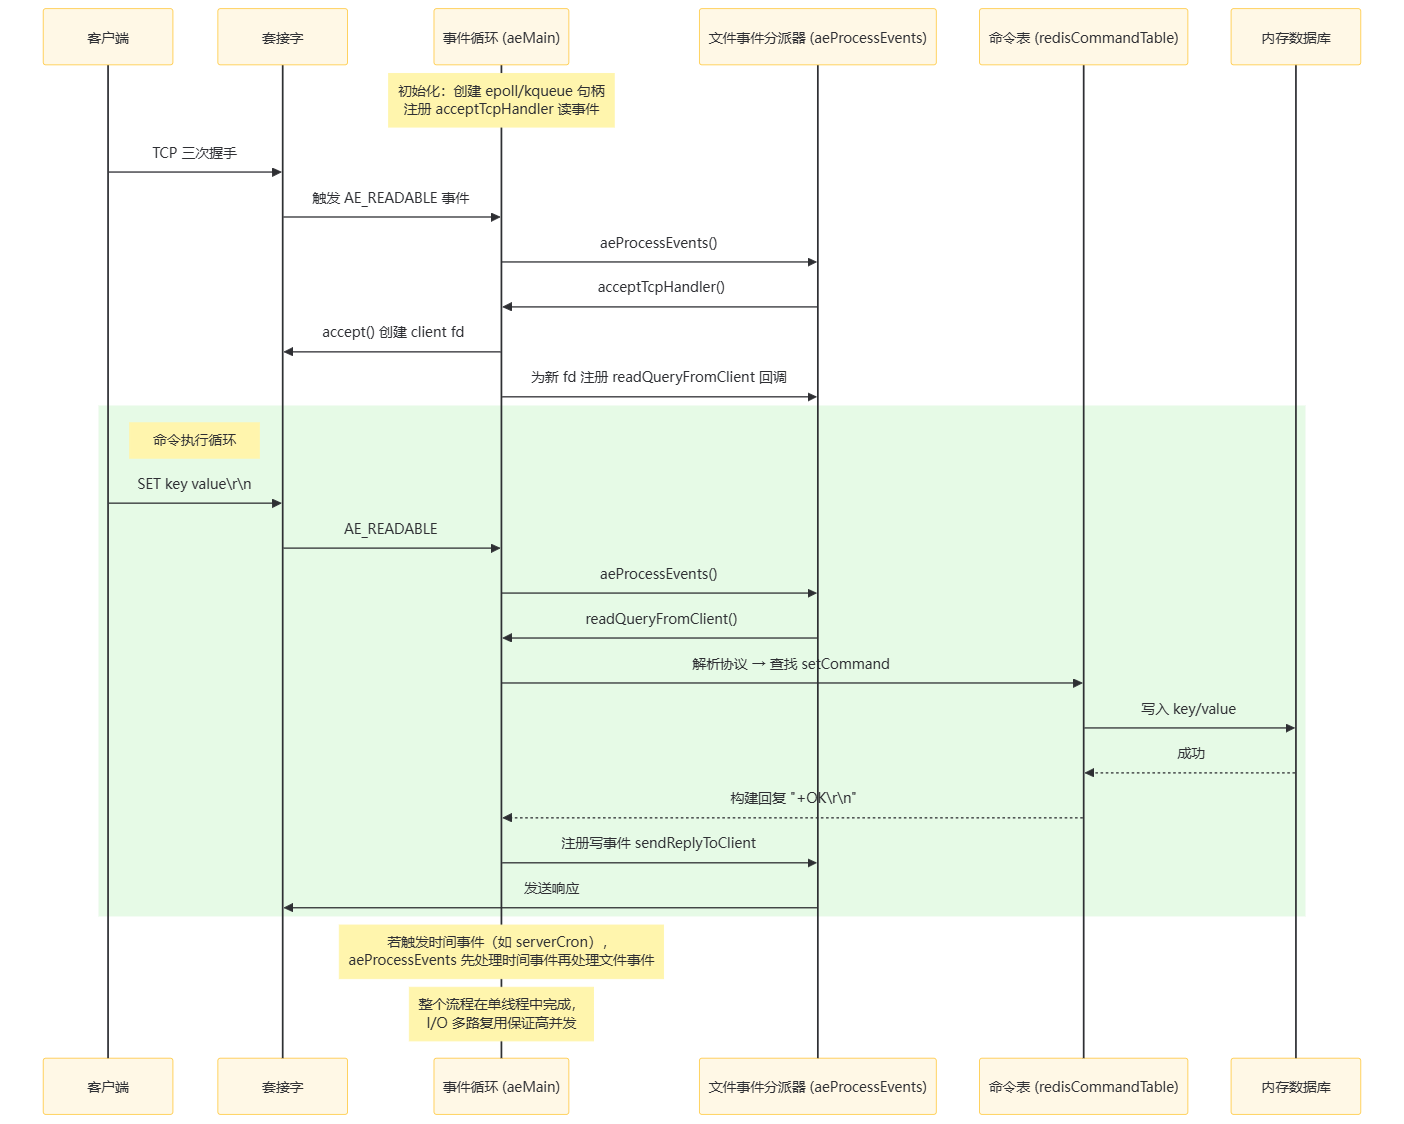 客户端
套接字
事件循环 (aeMain)
文件事件分派器 (aeProcessEvents)
命令表 (redisCommandTable)
内存数据库
初始化：创建 epoll/kqueue 句柄
注册 acceptTcpHandler 读事件
TCP 三次握手
触发 AE_READABLE 事件
aeProcessEvents()
acceptTcpHandler()
accept() 创建 client fd
为新 fd 注册 readQueryFromClient 回调
命令执行循环
SET key value\r\n
AE_READABLE
aeProcessEvents()
readQueryFromClient()
解析协议 → 查找 setCommand
写入 key/value
成功
构建回复 "+OK\r\n"
注册写事件 sendReplyToClient
发送响应
若触发时间事件（如 serverCron），
aeProcessEvents 先处理时间事件再处理文件事件
整个流程在单线程中完成，
I/O 多路复用保证高并发
客户端
套接字
事件循环 (aeMain)
文件事件分派器 (aeProcessEvents)
命令表 (redisCommandTable)
内存数据库